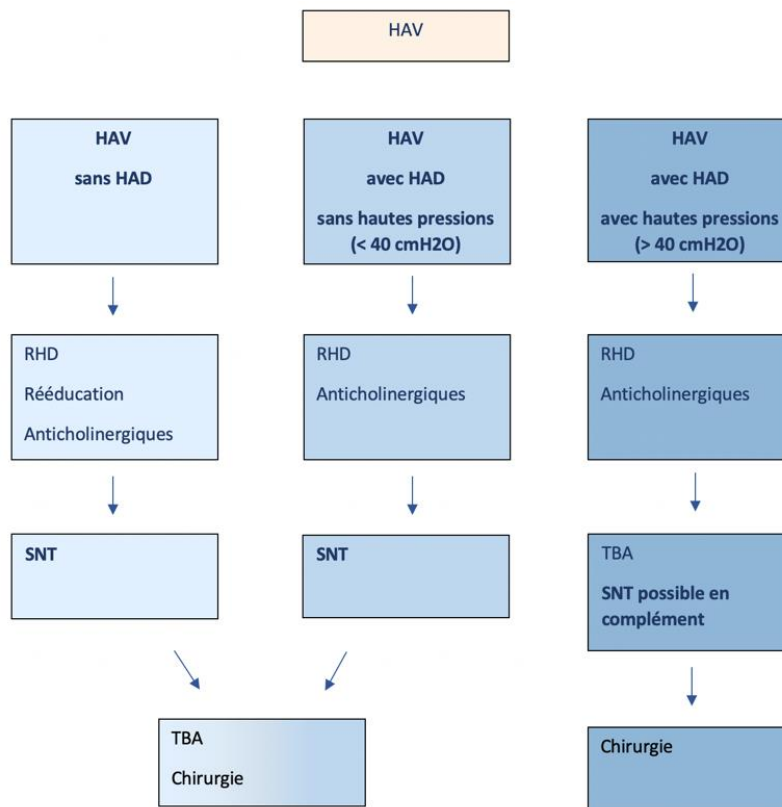 HAV
HAV
sans HAD
HAV
avec HAD
sans hautes pressions
(< 40 cmH2O)
HAV
avec HAD
avec hautes pressions
(> 40 cmH2O)
RHD
Rééducation
Anticholinergiques
RHD
Anticholinergiques
RHD
Anticholinergiques
SNT
SNT
TBA
SNT possible en
complément
TBA
Chirurgie
Chirurgie